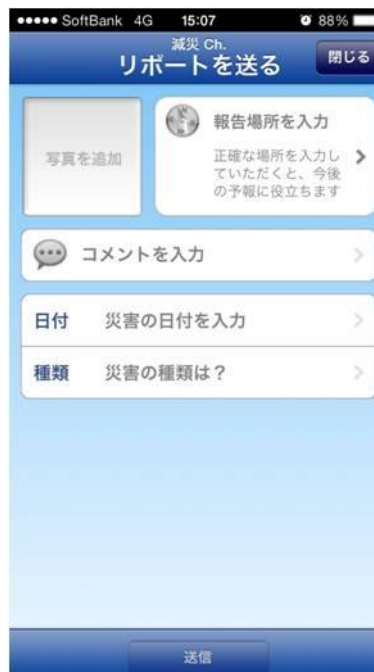 SoftBank 4G 15:07 88%
減災 Ch.
リポートを送る
閉じる
写真を追加
報告場所を入力
正確な場所を入力し
ていただくと、今後
の予報に役立ちます
コメントを入力
日付 災害の日付を入力
種類 災害の種類は？
送信